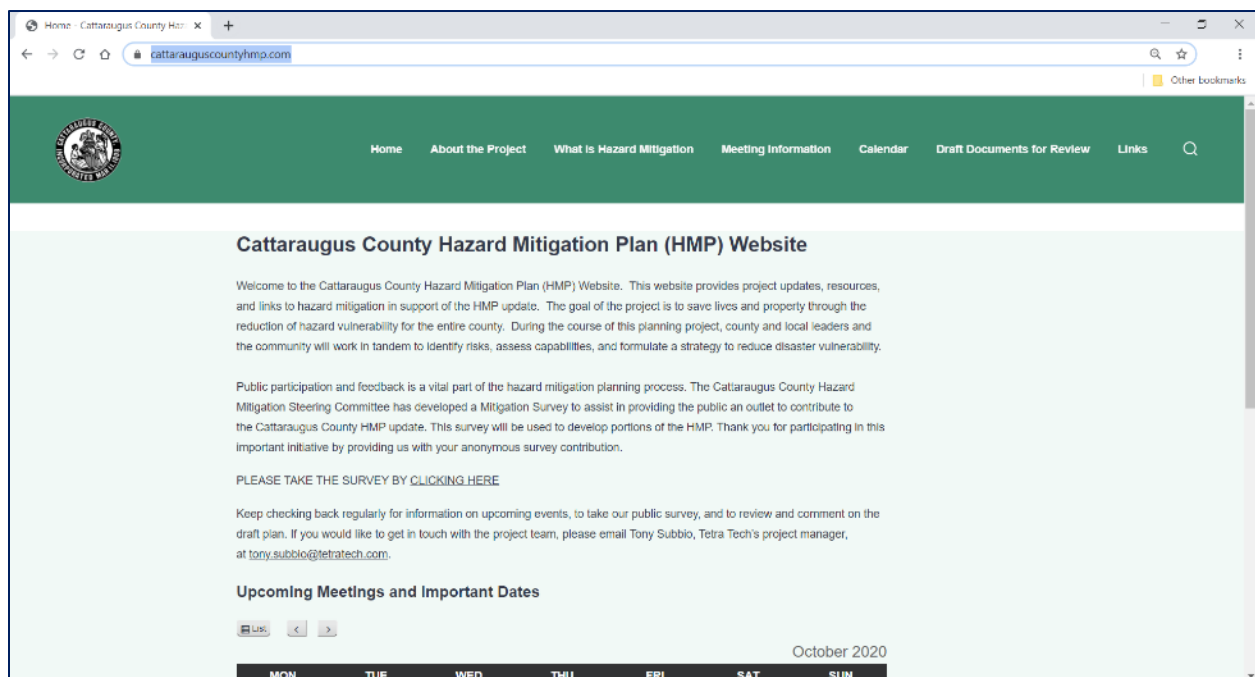 Home - Cattaraugus County Haz
cattarauguscountyhmp.com
Other bookmarks
CATTARAUGUS COUNTY
Home About the Project What is Hazard Mitigation Meeting Information Calendar Draft Documents for Review Links
Cattaraugus County Hazard Mitigation Plan (HMP) Website
Welcome to the Cattaraugus County Hazard Mitigation Plan (HMP) Website. This website provides project updates, resources,
and links to hazard mitigation in support of the HMP update. The goal of the project is to save lives and property through the
reduction of hazard vulnerability for the entire county. During the course of this planning project, county and local leaders and
the community will work in tandem to identify risks, assess capabilities, and formulate a strategy to reduce disaster vulnerability.
Public participation and feedback is a vital part of the hazard mitigation planning process. The Cattaraugus County Hazard
Mitigation Steering Committee has developed a Mitigation Survey to assist in providing the public an outlet to contribute to
the Cattaraugus County HMP update. This survey will be used to develop portions of the HMP. Thank you for participating in this
important initiative by providing us with your anonymous survey contribution.
PLEASE TAKE THE SURVEY BY CLICKING HERE
Keep checking back regularly for information on upcoming events, to take our public survey, and to review and comment on the
draft plan. If you would like to get in touch with the project team, please email Tony Subbio, Tetra Tech's project manager,
at tony.subbio@tetratech.com.
Upcoming Meetings and Important Dates
List < >
October 2020
MON TUE WED THU FRI SAT SUN